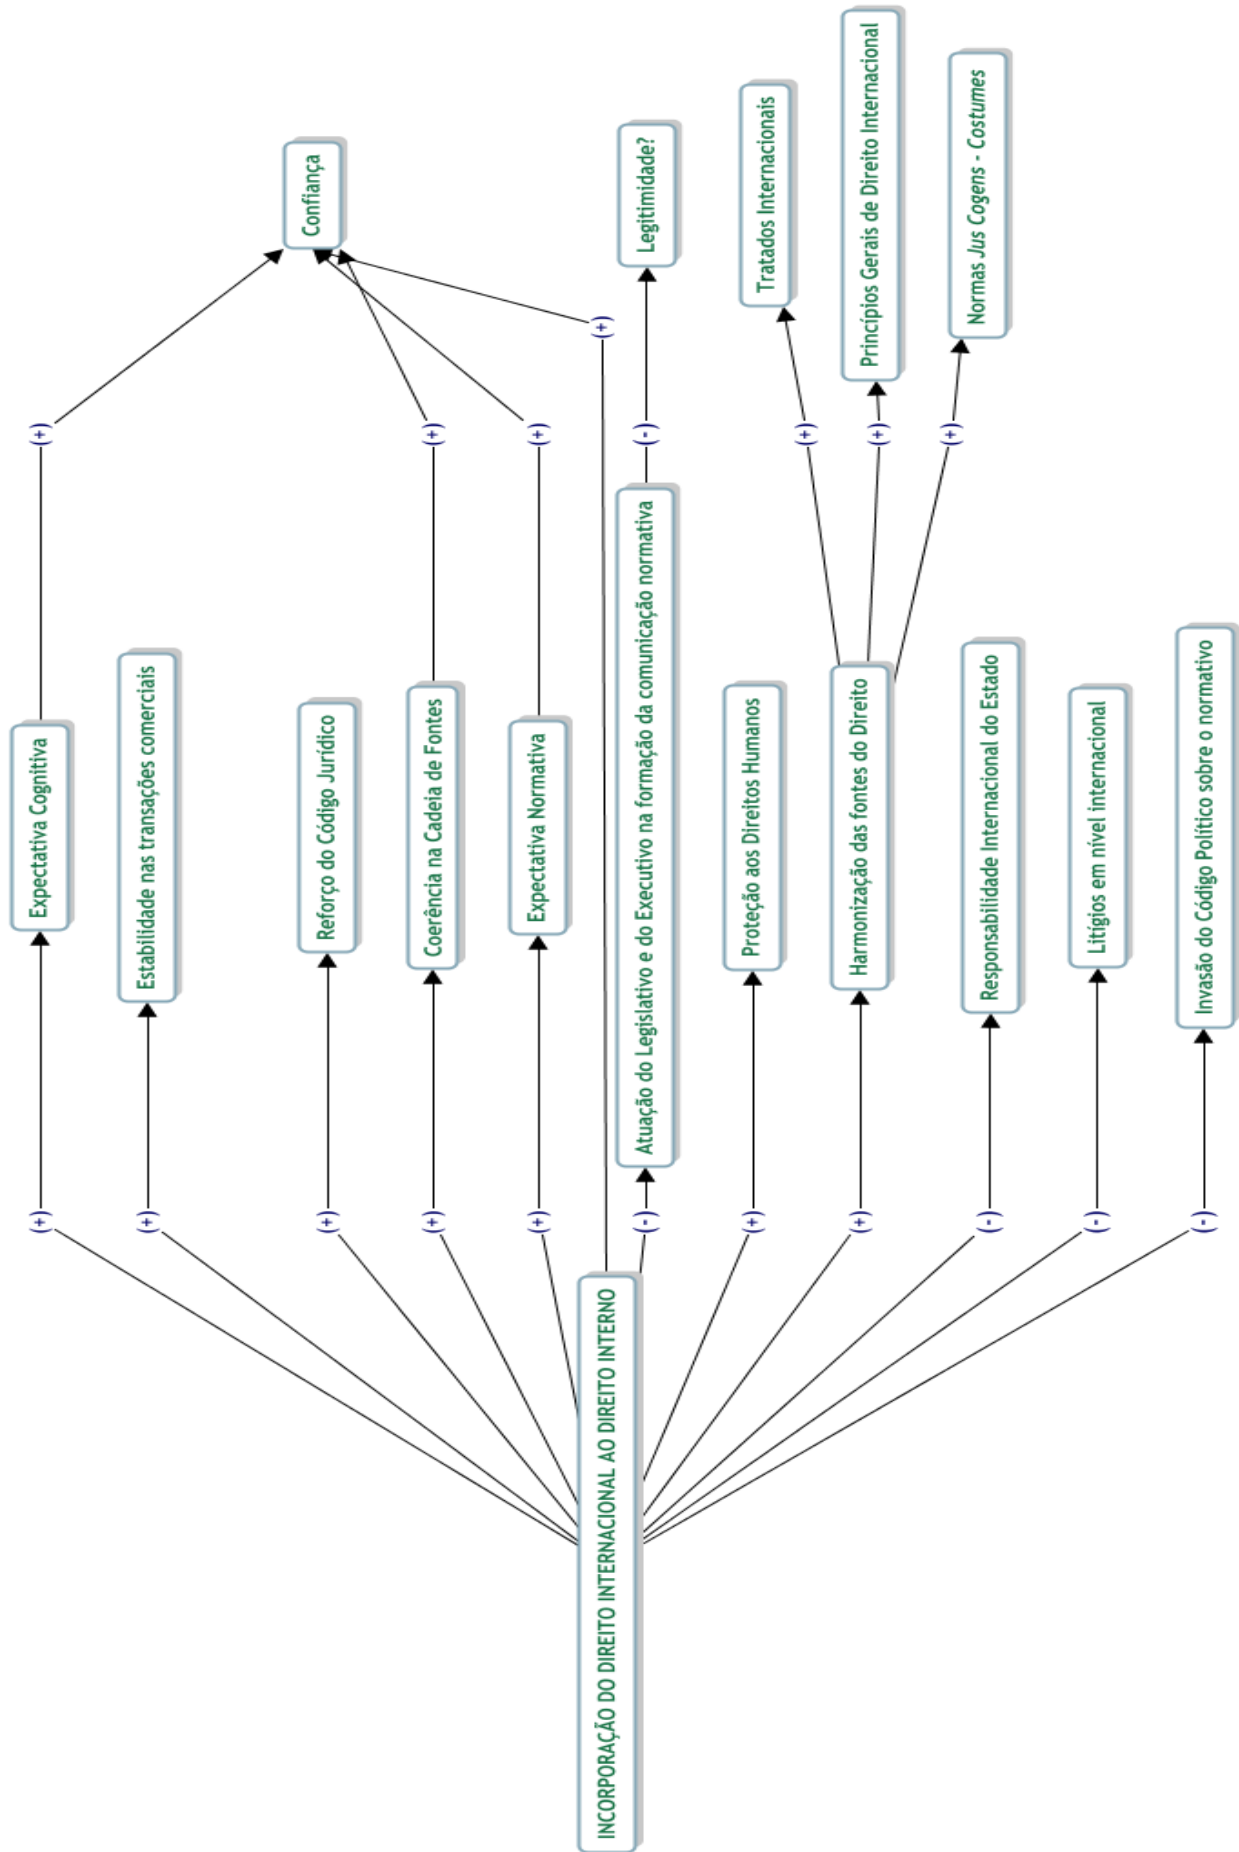 INCORPORAÇÃO DO DIREITO INTERNACIONAL AO DIREITO INTERNO
(+)
Expectativa Cognitiva
(+)
Confiança
(+)
Estabilidade nas transações comerciais
(+)
Reforço do Código Jurídico
(+)
Coerência na Cadeia de Fontes
(+)
(+)
Expectativa Normativa
(+)
(+)
(-)
Atuação do Legislativo e do Executivo na formação da comunicação normativa
(-)
Legitimidade?
(+)
Proteção aos Direitos Humanos
(+)
Harmonização das fontes do Direito
(+)
Tratados Internacionais
(+)
Princípios Gerais de Direito Internacional
(+)
Normas Jus Cogens - Costumes
(-)
Responsabilidade Internacional do Estado
(-)
Litígios em nível internacional
(-)
Invasão do Código Político sobre o normativo